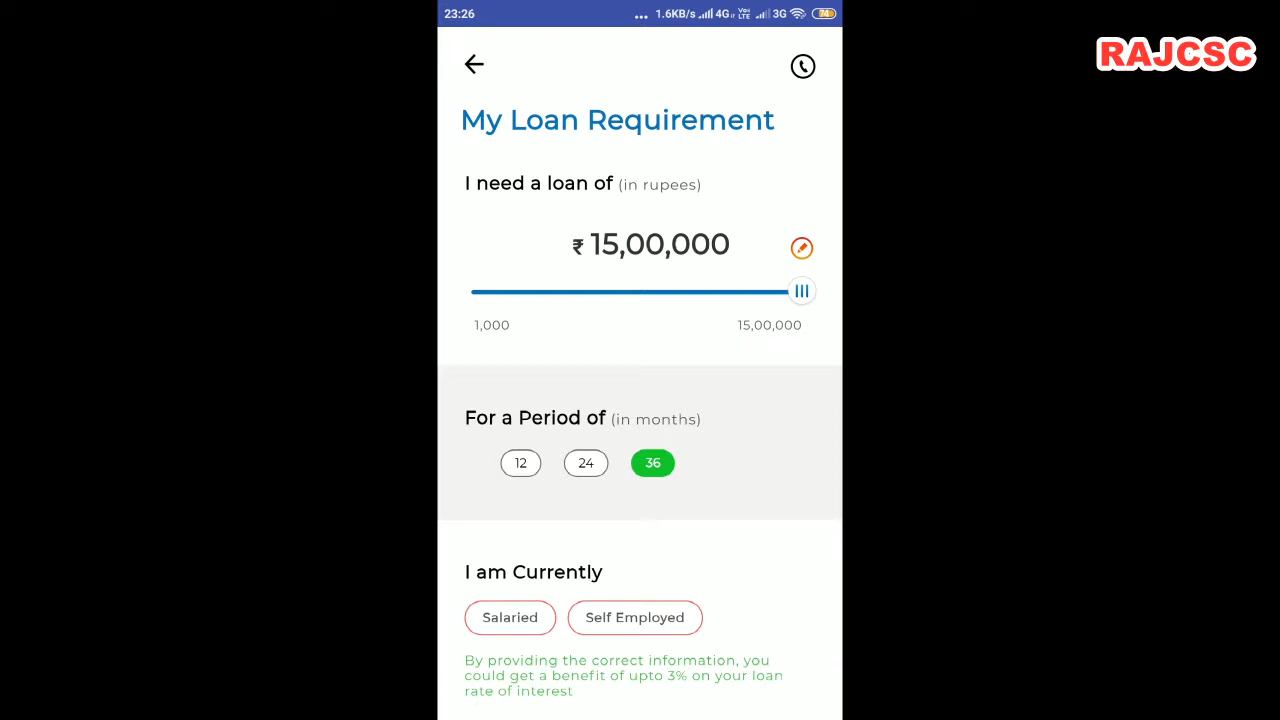 23:26
... 1.6KB/s 4G Vo LTE 3G 74
RAJCSC
My Loan Requirement
I need a loan of (in rupees)
₹ 15,00,000
1,000 15,00,000
For a Period of (in months)
12 24 36
I am Currently
Salaried Self Employed
By providing the correct information, you
could get a benefit of upto 3% on your loan
rate of interest